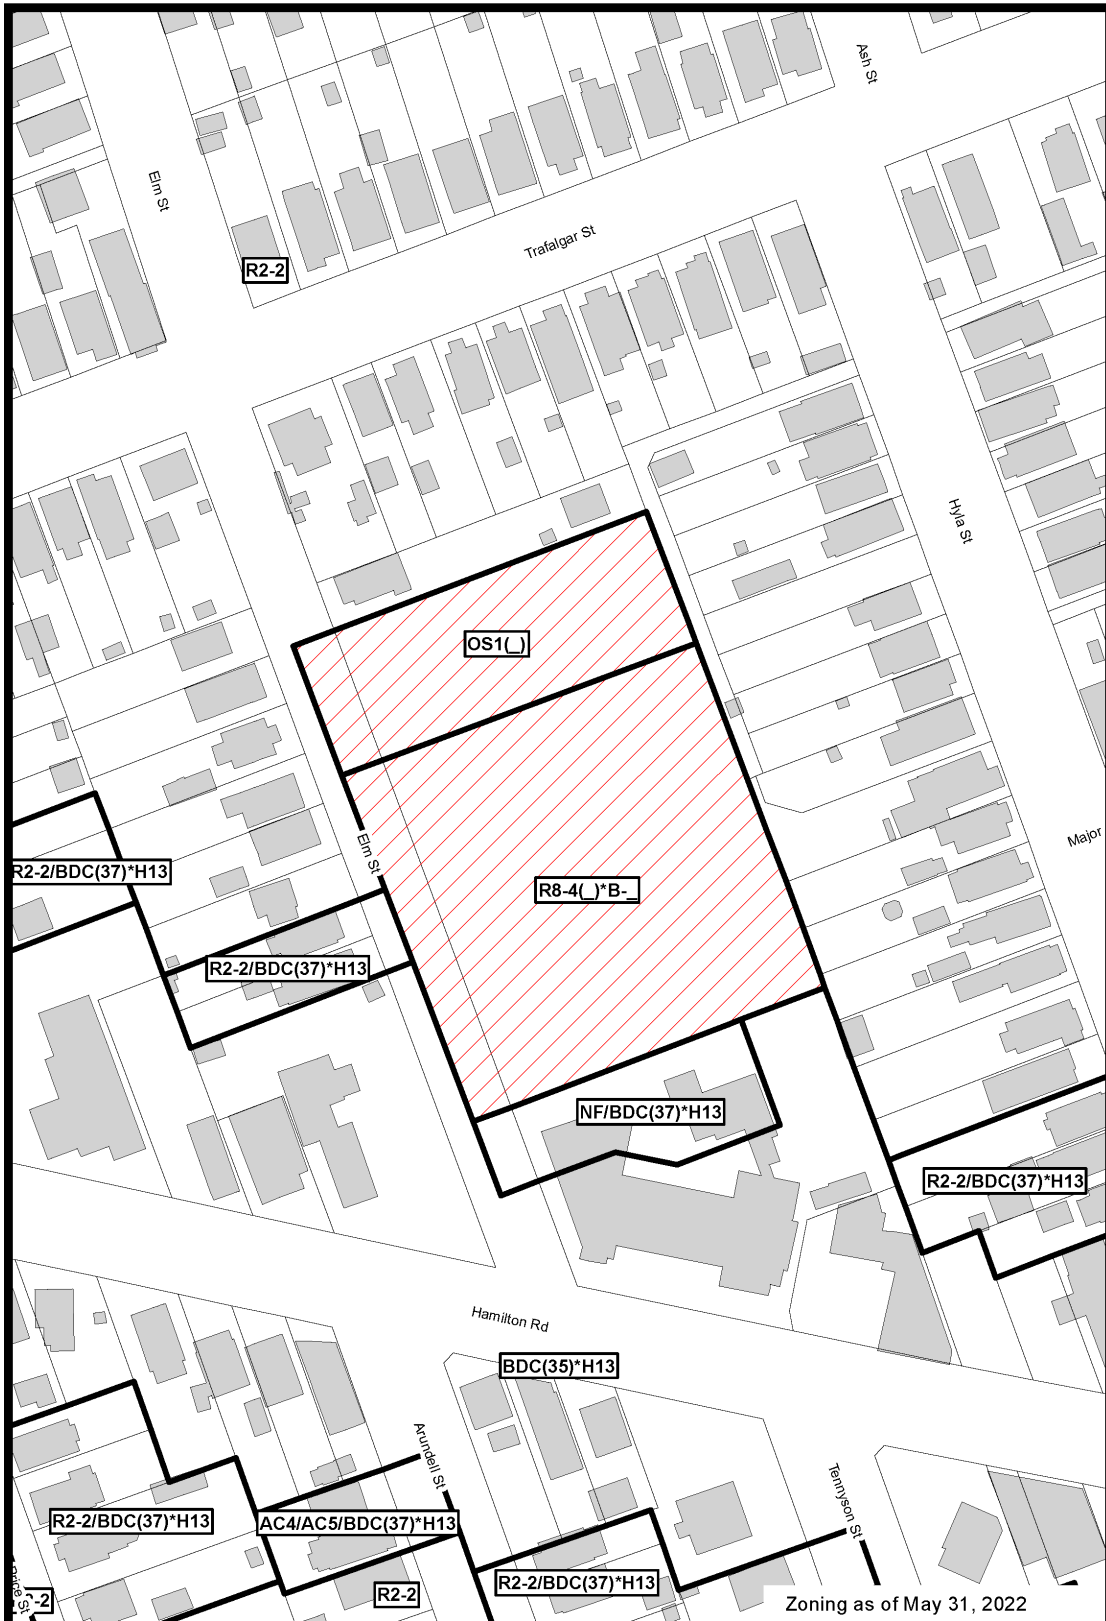 Ash St
Elm St
Trafalgar St
R2-2
Hyla St
OS1(_)
Elm St
Major
R2-2/BDC(37)*H13
R8-4(_)*B-_
R2-2/BDC(37)*H13
NF/BDC(37)*H13
R2-2/BDC(37)*H13
Hamilton Rd
BDC(35)*H13
Arundell St
Tennyson St
R2-2/BDC(37)*H13
AC4/AC5/BDC(37)*H13
R2-2/BDC(37)*H13
Price St
-2
R2-2
Zoning as of May 31, 2022